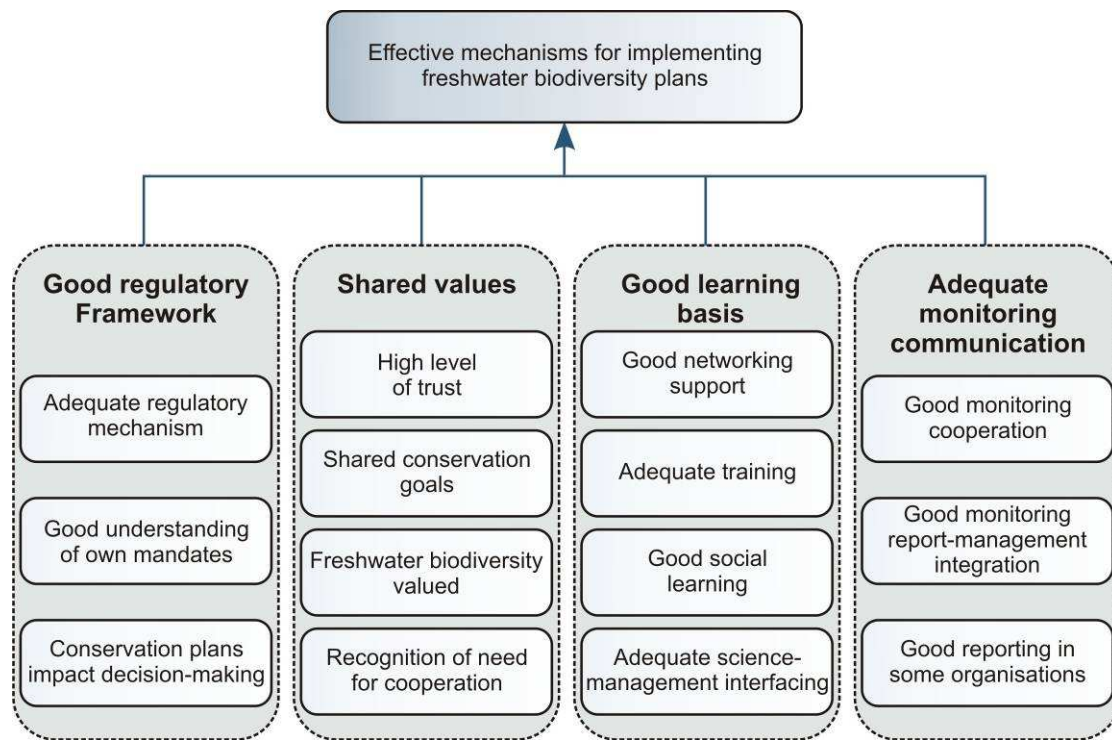 Effective mechanisms for implementing
freshwater biodiversity plans
Good regulatory
Framework
Adequate regulatory
mechanism
Good understanding
of own mandates
Conservation plans
impact decision-making
Shared values
High level
of trust
Shared conservation
goals
Freshwater biodiversity
valued
Recognition of need
for cooperation
Good learning
basis
Good networking
support
Adequate training
Good social
learning
Adequate science-
management interfacing
Adequate
monitoring
communication
Good monitoring
cooperation
Good monitoring
report-management
integration
Good reporting in
some organisations